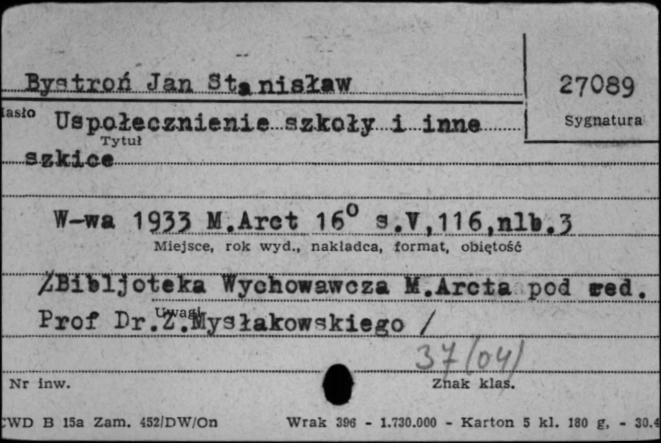 Bystroń Jan Stanisław
27089
Sygnatura
Hasło Uspołecznienie szkoły i inne
Tytuł
szkice
W-wa 1933 M.Arct 16° s.V,116,nlb.3
Miejsce, rok wyd., nakładca, format, objętość
/Bibljoteka Wychowawcza M.Arcta pod red.
Uwagi
Prof Dr.Z.Mysłakowskiego /
37/04/
Nr inw.
Znak klas.
CWD B 15a Zam. 452/DW/On Wrak 396 - 1.730.000 - Karton 5 kl. 180 g. - 30.4